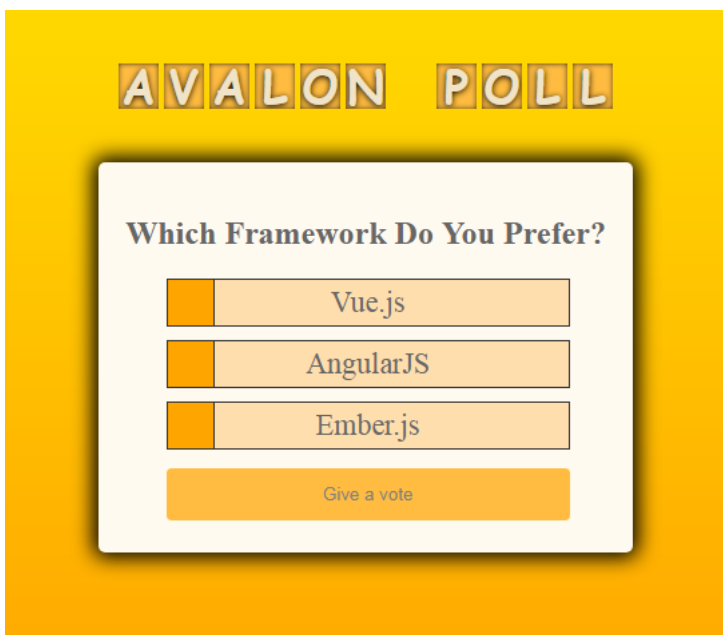 AVALON POLL
Which Framework Do You Prefer?
Vue.js
AngularJS
Ember.js
Give a vote